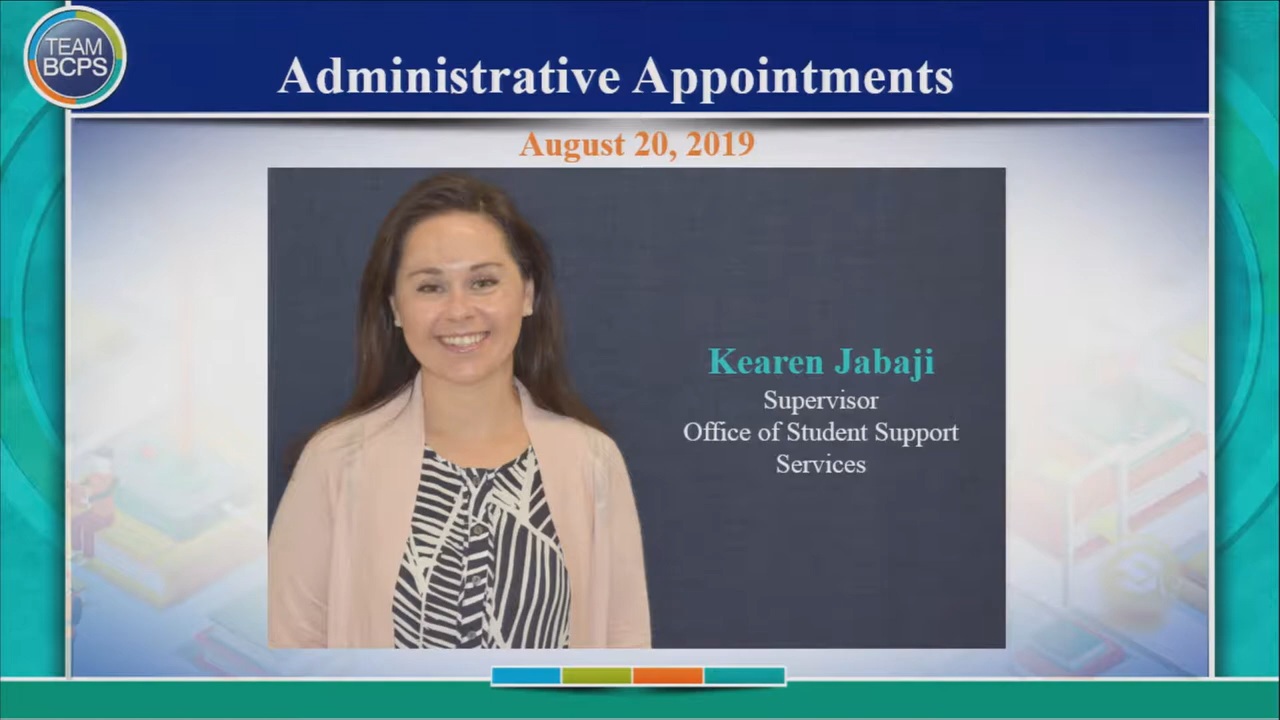 TEAM
BCPS
Administrative Appointments
August 20, 2019
Kearen Jabaji
Supervisor
Office of Student Support
Services